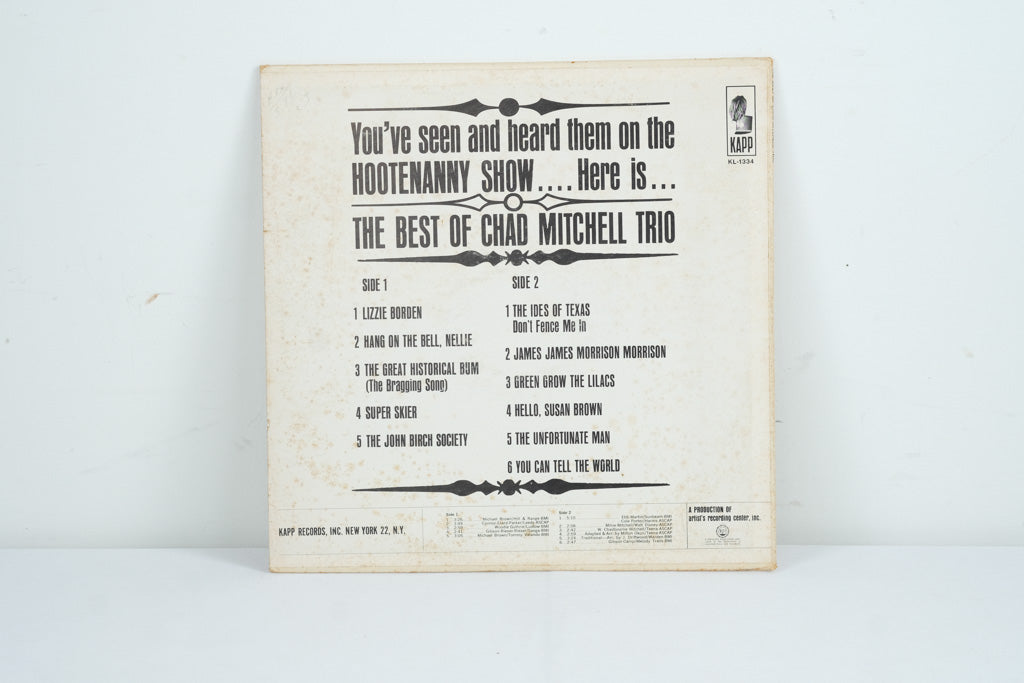 You've seen and heard them on the
HOOTENANNY SHOW.... Here is...
THE BEST OF CHAD MITCHELL TRIO
KAPP
KL-1334
SIDE 1
1 LIZZIE BORDEN
2 HANG ON THE BELL, NELLIE
3 THE GREAT HISTORICAL BUM
(The Bragging Song)
4 SUPER SKIER
5 THE JOHN BIRCH SOCIETY
SIDE 2
1 THE IDES OF TEXAS
Don't Fence Me In
2 JAMES JAMES MORRISON MORRISON
3 GREEN GROW THE LILACS
4 HELLO, SUSAN BROWN
5 THE UNFORTUNATE MAN
6 YOU CAN TELL THE WORLD
KAPP RECORDS, INC. NEW YORK 22, N.Y.
Side 1
Side 2
A PRODUCTION OF
artist's recording center, inc.